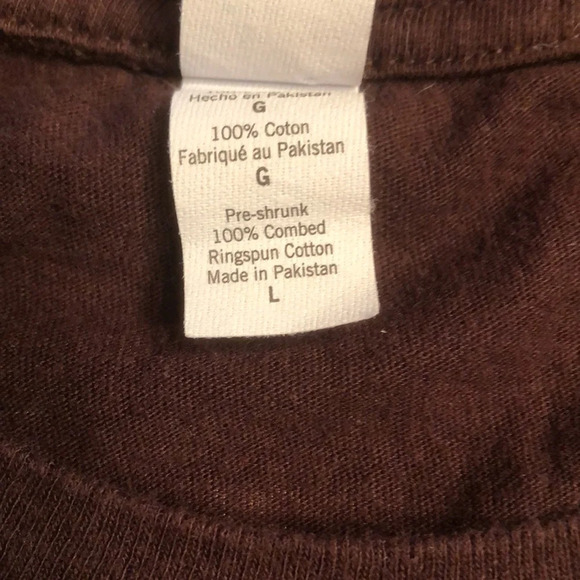 Hecho en Pakistan
G
100% Coton
Fabriqué au Pakistan
G
Pre-shrunk
100% Combed
Ringspun Cotton
Made in Pakistan
L